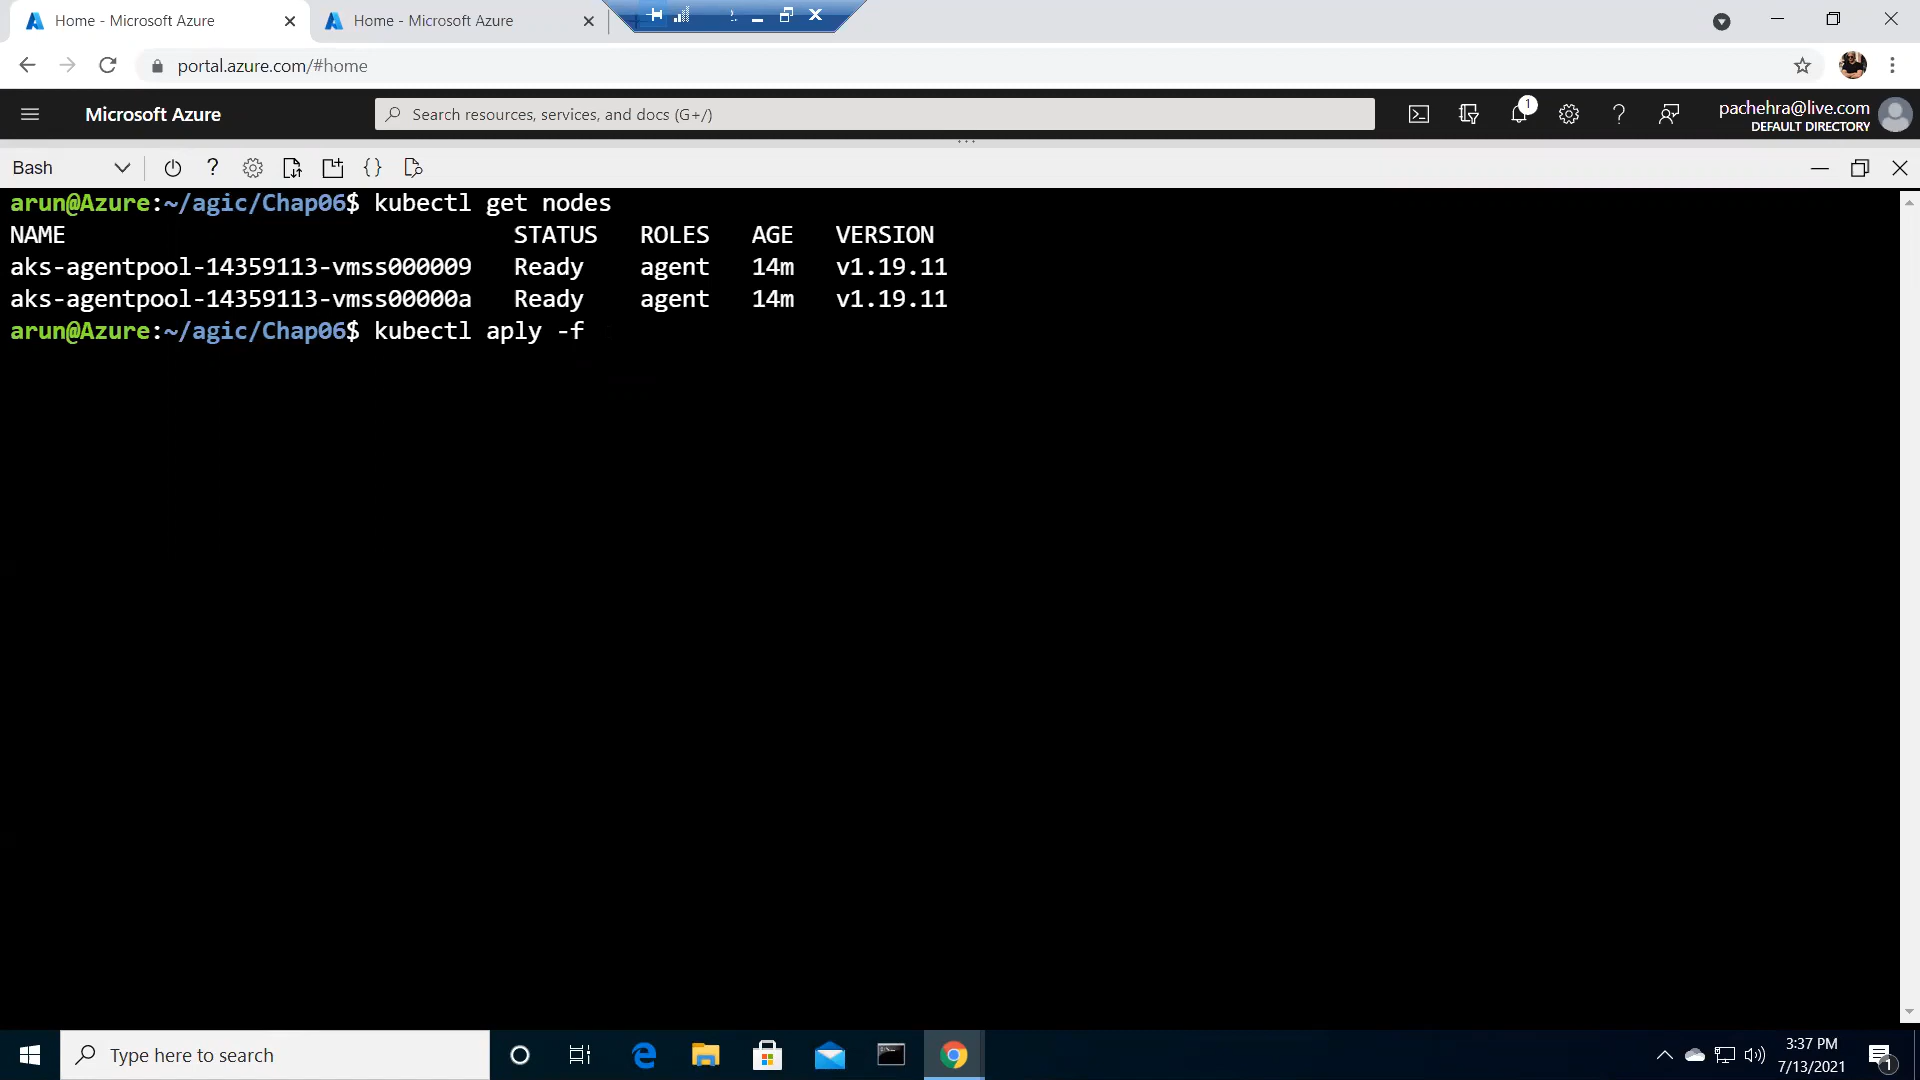 Home - Microsoft Azure
Home - Microsoft Azure
portal.azure.com/#home
Microsoft Azure
Search resources, services, and docs (G+/)
1
pachehra@live.com
DEFAULT DIRECTORY
Bash
arun@Azure:~/agic/Chap06$ kubectl get nodes
NAME STATUS ROLES AGE VERSION
aks-agentpool-14359113-vmss000009 Ready agent 14m v1.19.11
aks-agentpool-14359113-vmss00000a Ready agent 14m v1.19.11
arun@Azure:~/agic/Chap06$ kubectl aply -f
Type here to search
3:37 PM
7/13/2021
1